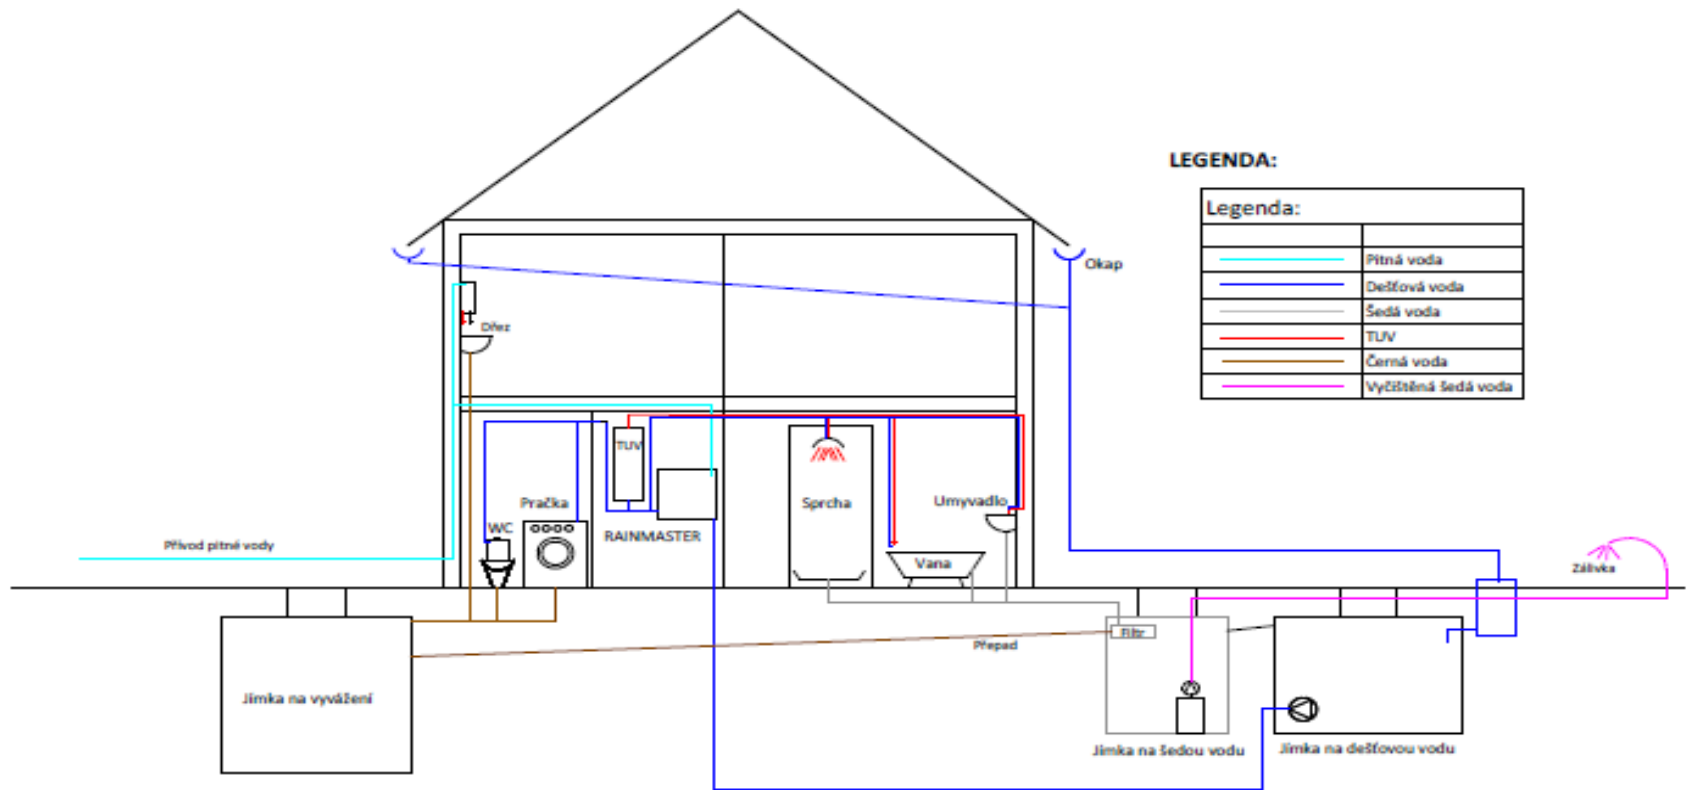 LEGENDA:
Legenda:
Pitná voda
Dešťová voda
Šedá voda
TUV
Černá voda
Vyčištěná šedá voda
Okap
Dřez
TUV
Pračka
WC
RAINMASTER
Sprcha
Umyvadlo
Vana
Přívod pitné vody
Zálivka
Filtr
Přepad
Jímka na vyvážení
Jímka na šedou vodu
Jímka na dešťovou vodu